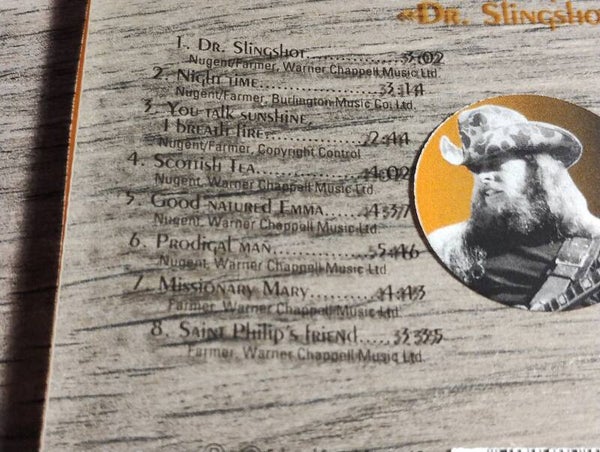 «Dr. Slingsho
1. Dr. Slingshot..............3:02
Nugent/Farmer, Warner Chappell Music Ltd.
2. Night time..............3:14
Nugent/Farmer, Burlington Music Co. Ltd.
3. You talk sunshine,
I breath fire..............2:44
Nugent/Farmer, Copyright Control
4. Scottish Tea..............4:02
Nugent, Warner Chappell Music Ltd
5. Good natured Emma......4:37
Nugent, Warner Chappell Music Ltd
6. Prodigal man..............5:46
Nugent, Warner Chappell Music Ltd
7. Missionary Mary..........4:43
Farmer, Warner Chappell Music Ltd
8. Saint Philip's friend.....
Farmer, Warner Chappell Music Ltd.